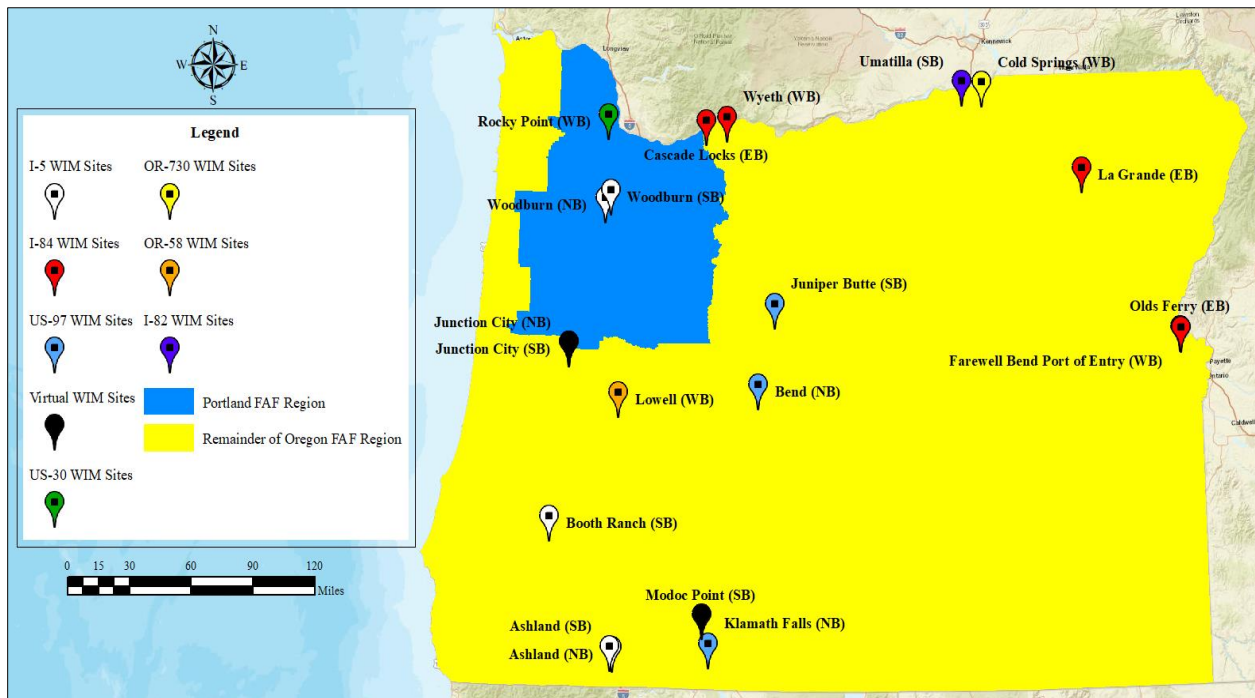 N
W
E
S
Legend
I-5 WIM Sites
OR-730 WIM Sites
I-84 WIM Sites
OR-58 WIM Sites
US-97 WIM Sites
I-82 WIM Sites
Virtual WIM Sites
Portland FAF Region
Remainder of Oregon FAF Region
US-30 WIM Sites
0 15 30 60 90 120
Miles
Longview
Kennewick
Umatilla (SB)
Cold Springs (WB)
Wyeth (WB)
Rocky Point (WB)
Cascade Locks (EB)
La Grande (EB)
Woodburn (SB)
Woodburn (NB)
Juniper Butte (SB)
Olds Ferry (EB)
Junction City (NB)
Junction City (SB)
Farewell Bend Port of Entry (WB)
Payette
Ontario
Lowell (WB)
Bend (NB)
Caldwell
Booth Ranch (SB)
Modoc Point (SB)
Klamath Falls (NB)
Ashland (SB)
Ashland (NB)